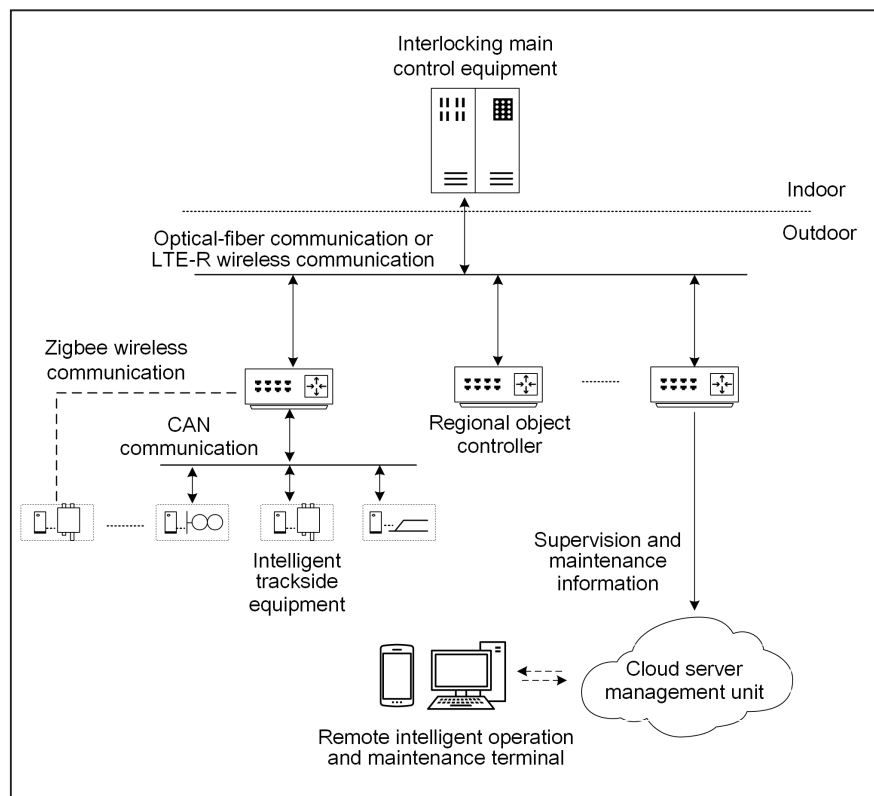 Interlocking main
control equipment
Indoor
Outdoor
Optical-fiber communication or
LTE-R wireless communication
Zigbee wireless
communication
CAN
communication
Regional object
controller
Intelligent
trackside
equipment
Supervision and
maintenance
information
Cloud server
management unit
Remote intelligent operation
and maintenance terminal